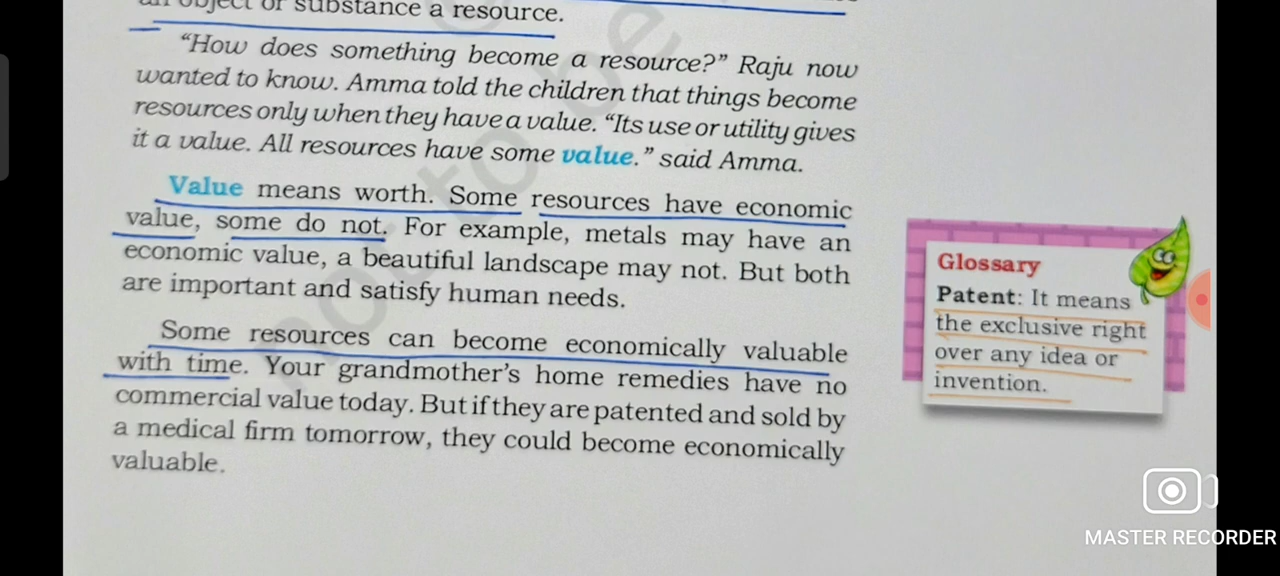 an object or substance a resource.
“How does something become a resource?” Raju now
wanted to know. Amma told the children that things become
resources only when they have a value. “Its use or utility gives
it a value. All resources have some value.” said Amma.
Value means worth. Some resources have economic
value, some do not. For example, metals may have an
economic value, a beautiful landscape may not. But both
are important and satisfy human needs.
Some resources can become economically valuable
with time. Your grandmother’s home remedies have no
commercial value today. But if they are patented and sold by
a medical firm tomorrow, they could become economically
valuable.
Glossary
Patent: It means
the exclusive right
over any idea or
invention.
not to be
MASTER RECORDER